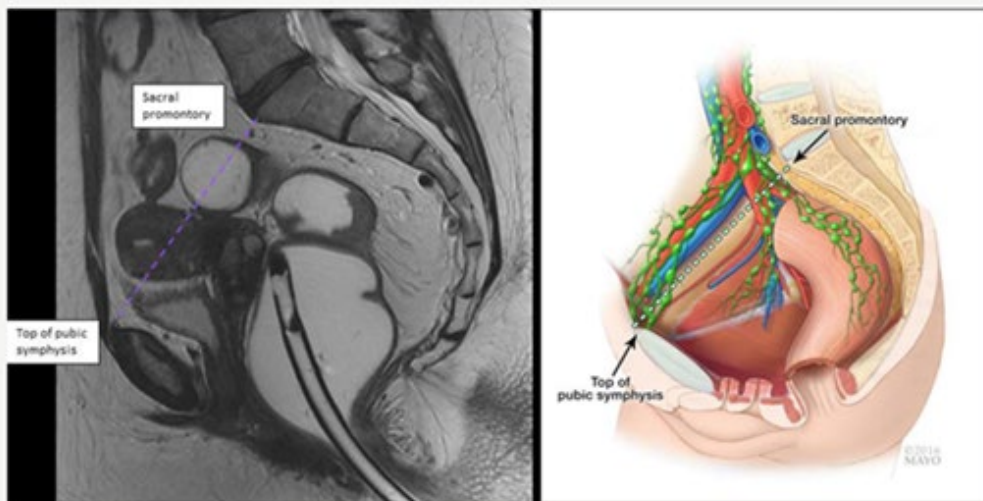 Sacral
promontory
Top of pubic
symphysis
Sacral promontory
Top of
pubic symphysis
©2016
MAYO